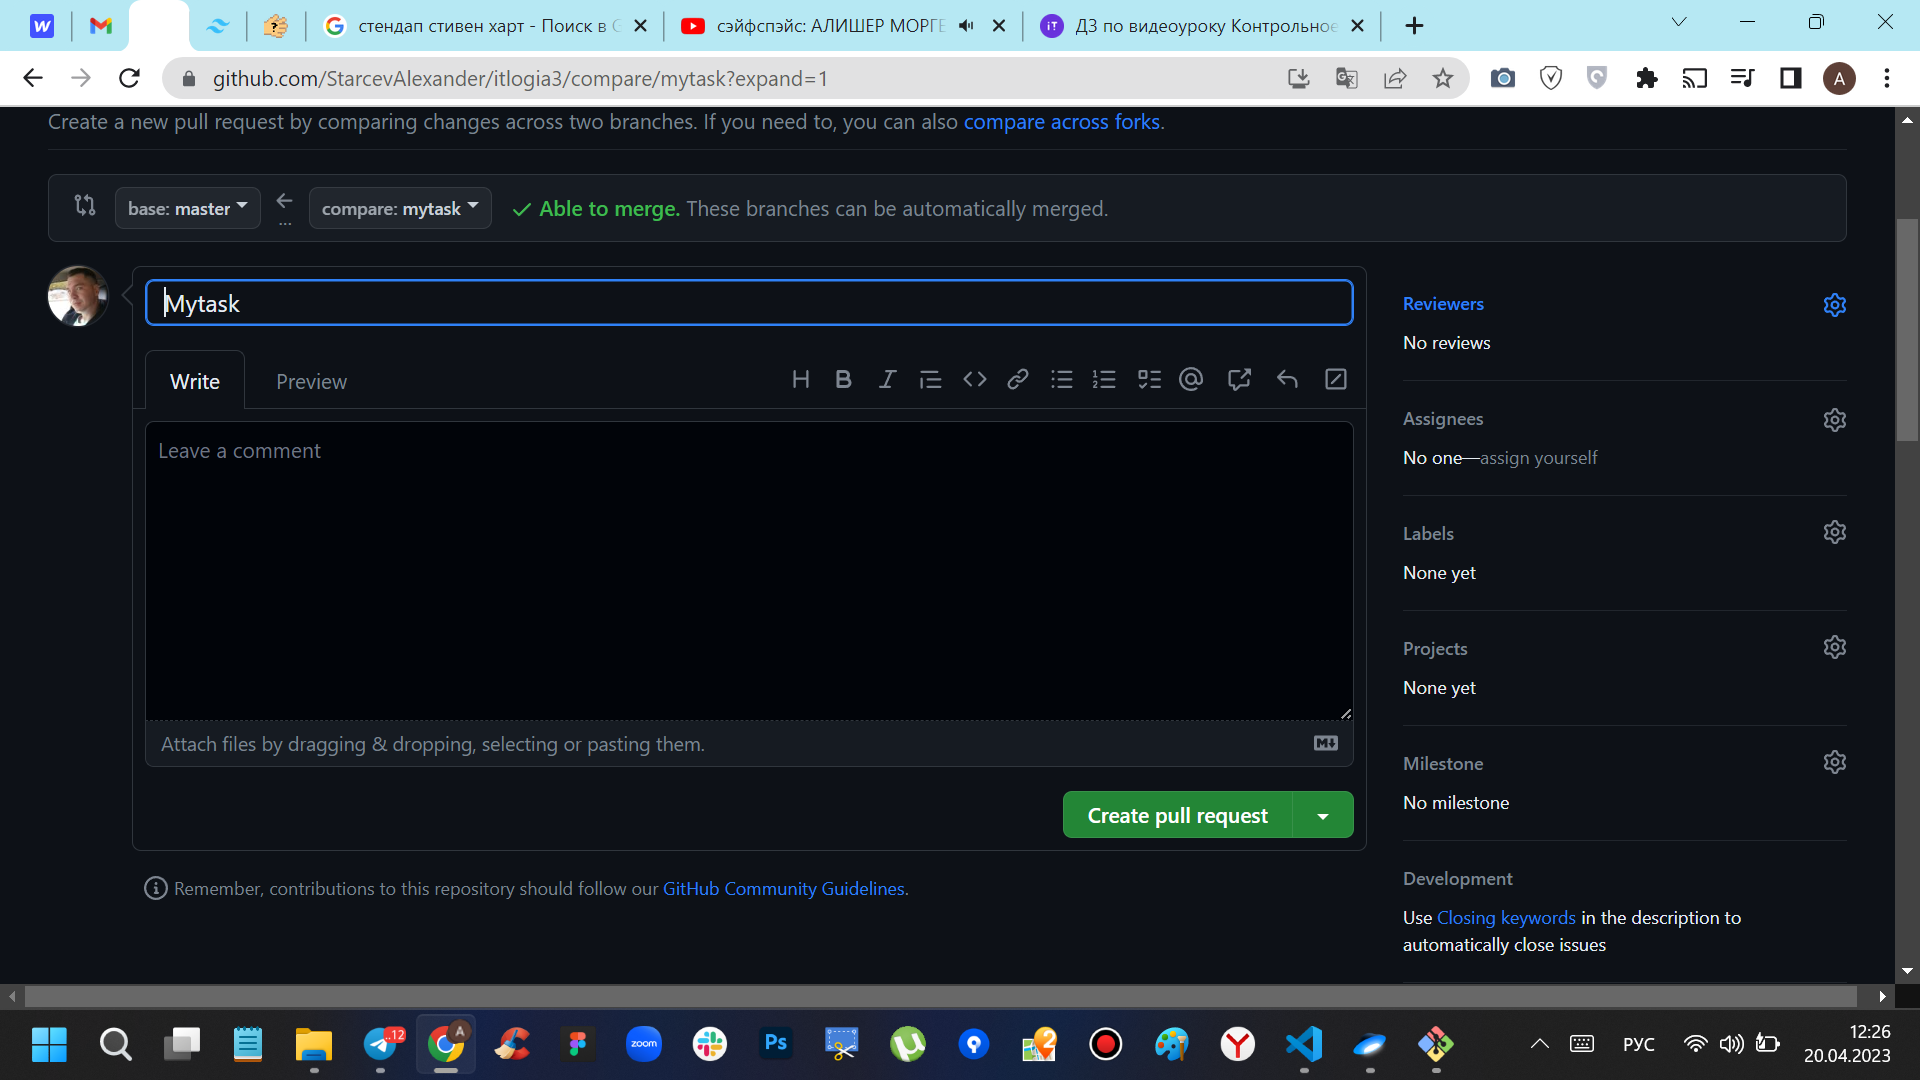 стендап стивен харт - Поиск в G
сэйфспэйс: АЛИШЕР МОРГЕ
ДЗ по видеоуроку Контрольное
github.com/StarcevAlexander/itlogia3/compare/mytask?expand=1
A
Create a new pull request by comparing changes across two branches. If you need to, you can also compare across forks.
base: master
...
compare: mytask
Able to merge. These branches can be automatically merged.
Mytask
Write
Preview
Leave a comment
Attach files by dragging & dropping, selecting or pasting them.
Create pull request
Remember, contributions to this repository should follow our GitHub Community Guidelines.
Reviewers
No reviews
Assignees
No one—assign yourself
Labels
None yet
Projects
None yet
Milestone
No milestone
Development
Use Closing keywords in the description to
automatically close issues
..12
A
zoom
Ps
2
РУС
12:26
20.04.2023